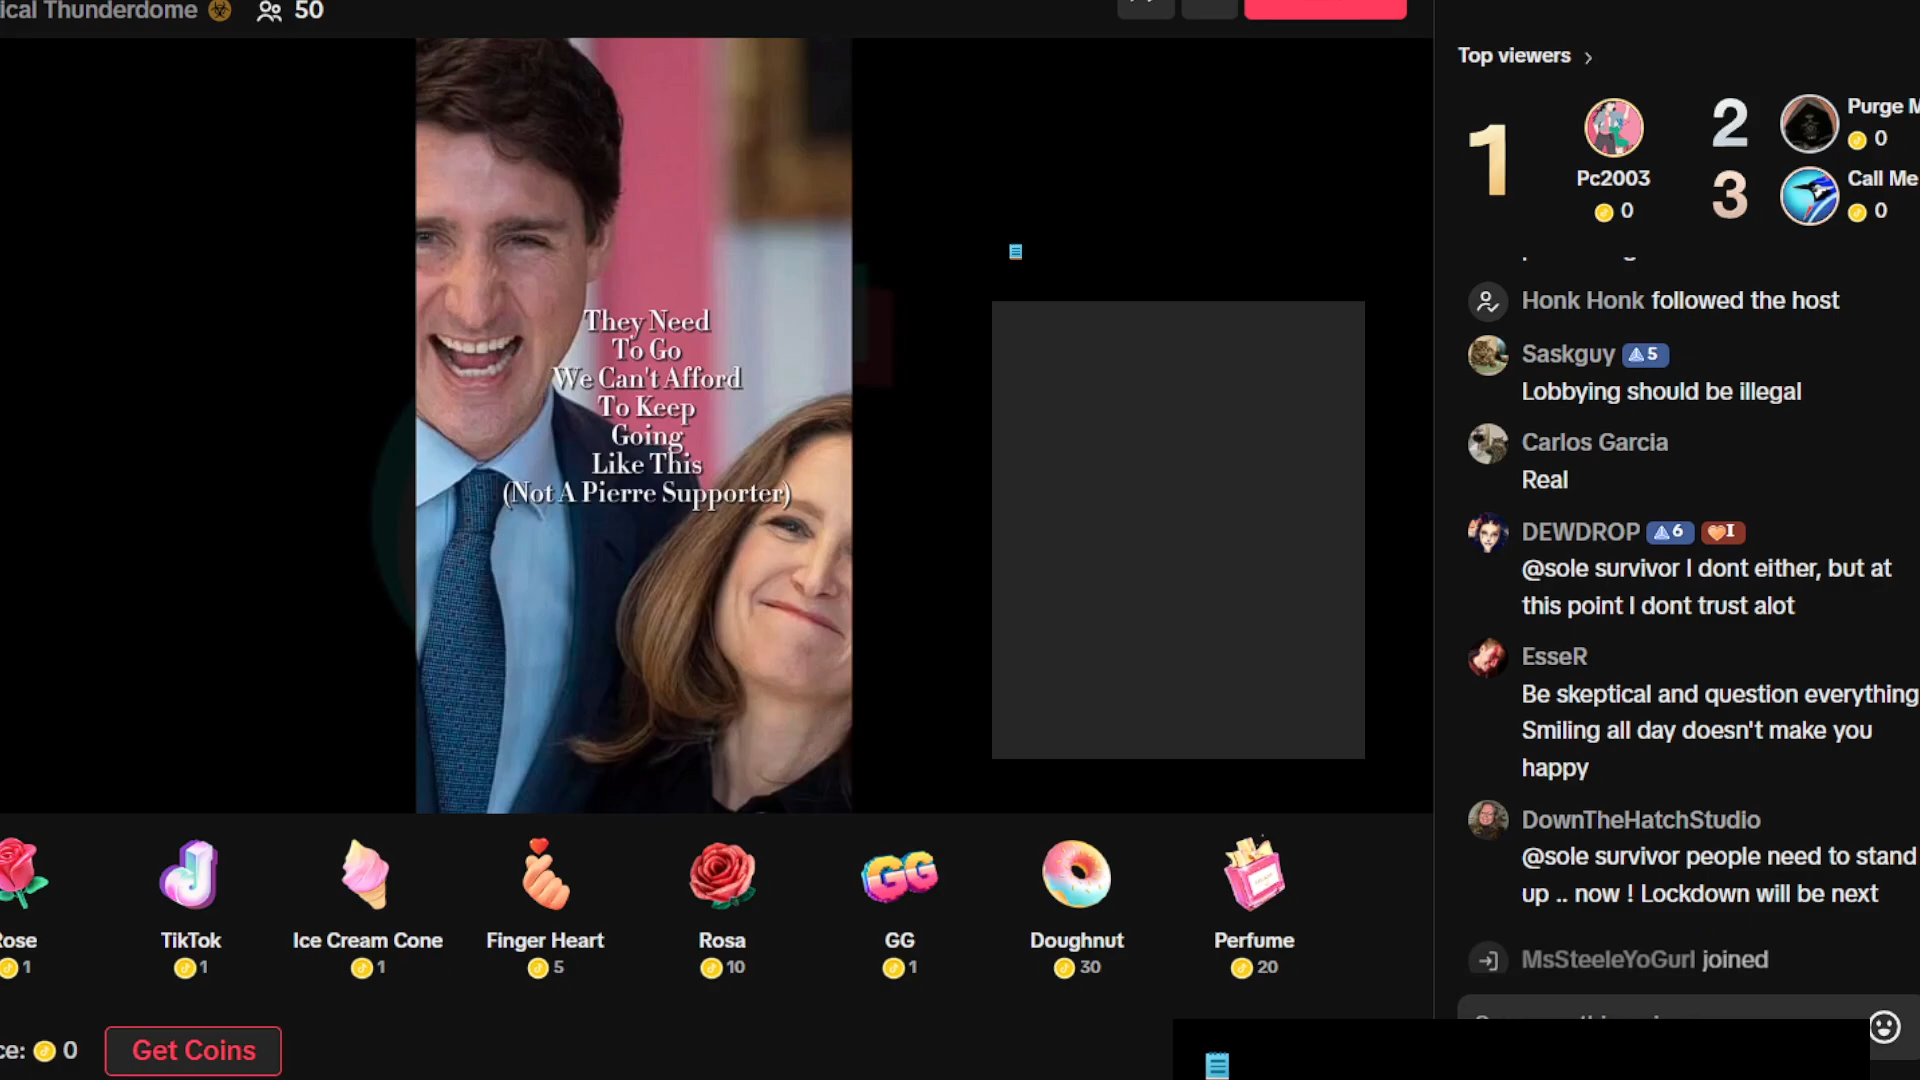 ical Thunderdome
50
They Need
To Go
We Can't Afford
To Keep
Going
Like This
(Not A Pierre Supporter)
Top viewers
1
Pc2003
0
2
Purge M
0
3
Call Me
0
Honk Honk followed the host
Saskguy 5
Lobbying should be illegal
Carlos Garcia
Real
DEWDROP 6 I
@sole survivor I dont either, but at
this point I dont trust alot
EsseR
Be skeptical and question everything
Smiling all day doesn't make you
happy
DownTheHatchStudio
@sole survivor people need to stand
up .. now ! Lockdown will be next
MsSteeleYoGurl joined
GG
Rose
TikTok
Ice Cream Cone
Finger Heart
Rosa
GG
Doughnut
Perfume
1
1
1
5
10
1
30
20
ce: 0
Get Coins